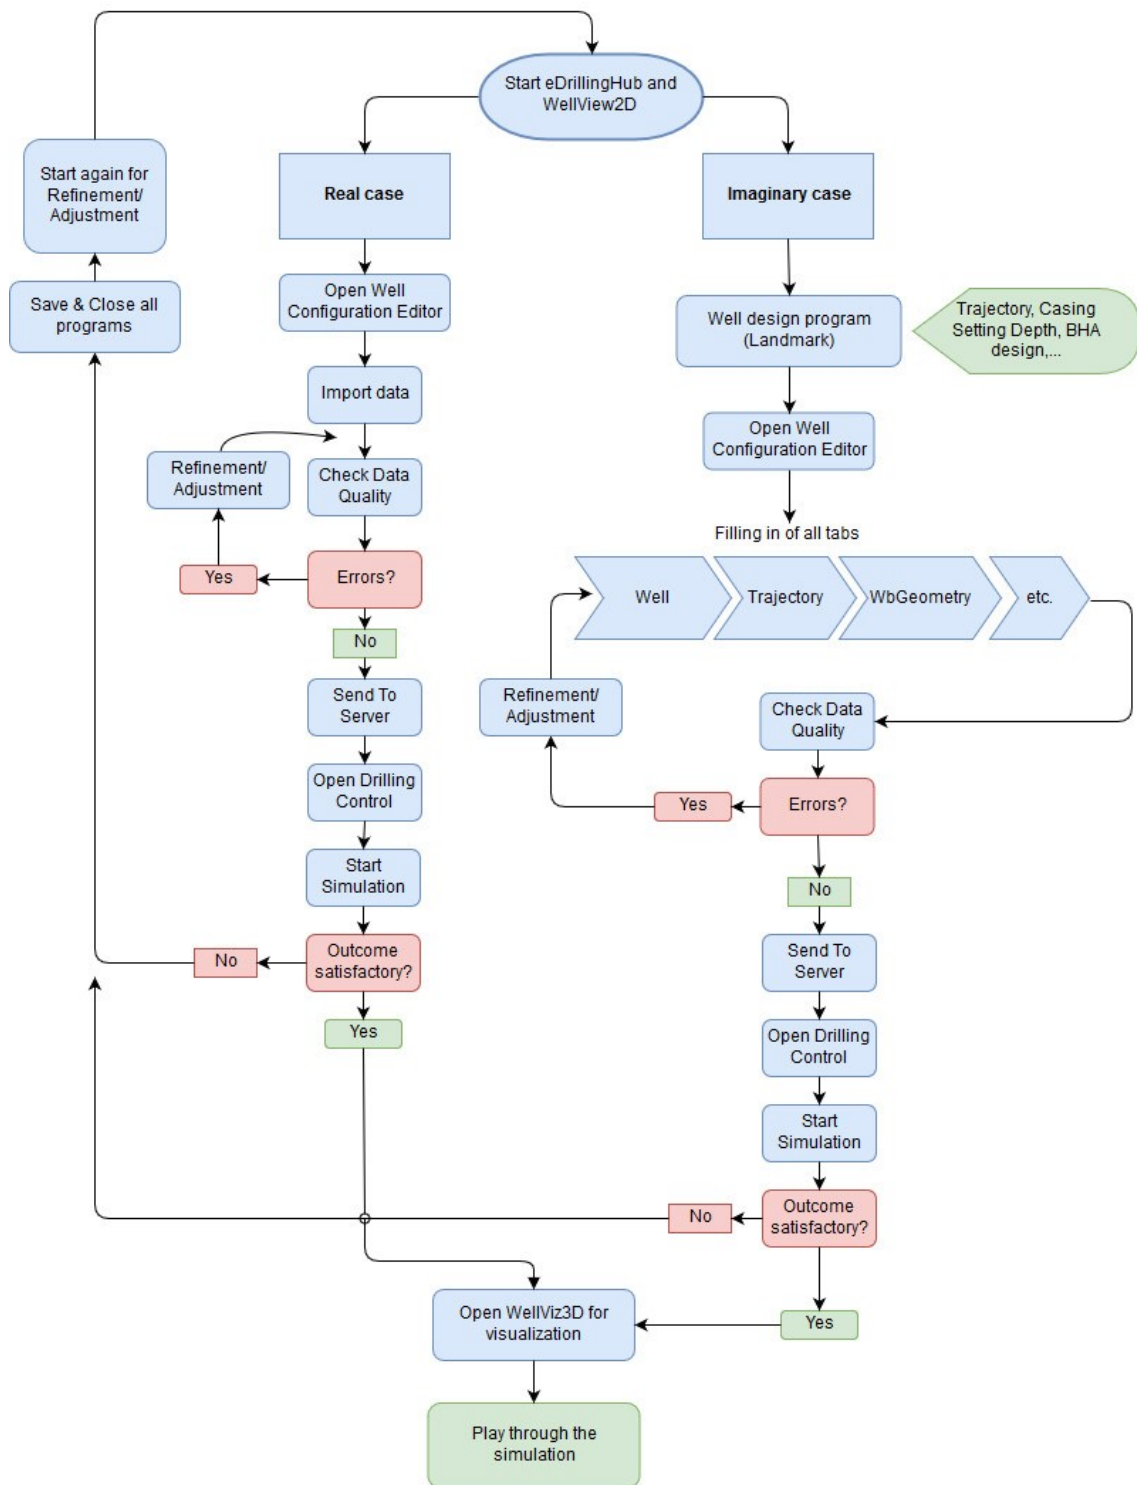 Start eDrillingHub and
WellView2D
Start again for
Refinement/
Adjustment
Real case
Imaginary case
Save & Close all
programs
Open Well
Configuration Editor
Well design program
(Landmark)
Trajectory, Casing
Setting Depth, BHA
design,...
Import data
Open Well
Configuration Editor
Refinement/
Adjustment
Check Data
Quality
Filling in of all tabs
Yes
Errors?
Well
Trajectory
WbGeometry
etc.
No
Send To
Server
Refinement/
Adjustment
Check Data
Quality
Open Drilling
Control
Yes
Errors?
Start
Simulation
No
No
Outcome
satisfactory?
Send To
Server
Yes
Open Drilling
Control
Start
Simulation
No
Outcome
satisfactory?
Open WellViz3D for
visualization
Yes
Play through the
simulation